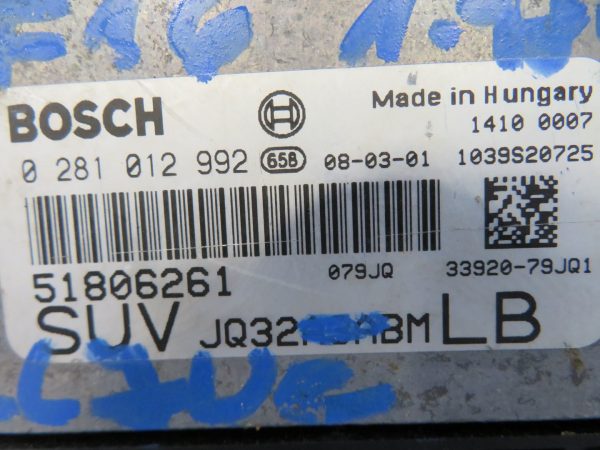 BOSCH Made in Hungary
1410 0007
0 281 012 992 658 08-03-01 1039S20725
51806261 079JQ 33920-79JQ1
SUV LB